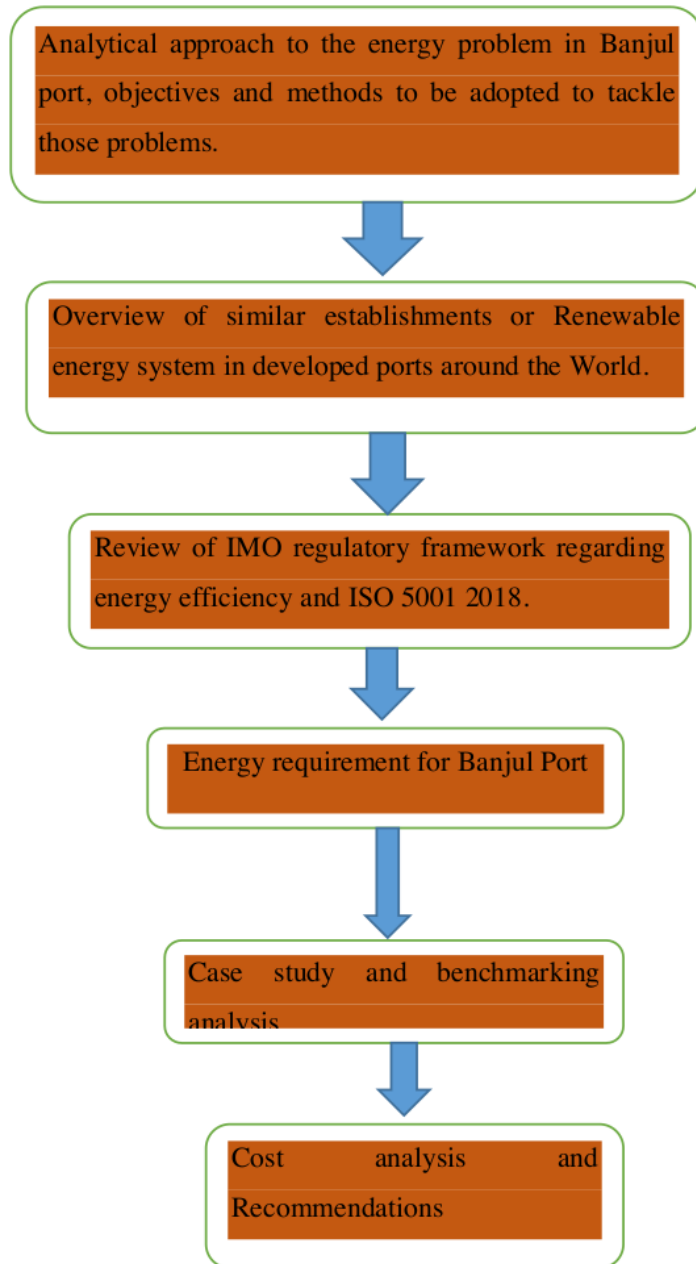 Analytical approach to the energy problem in Banjul
port, objectives and methods to be adopted to tackle
those problems.
Overview of similar establishments or Renewable
energy system in developed ports around the World.
Review of IMO regulatory framework regarding
energy efficiency and ISO 5001 2018.
Energy requirement for Banjul Port
Case study and benchmarking
analysis
Cost analysis and
Recommendations